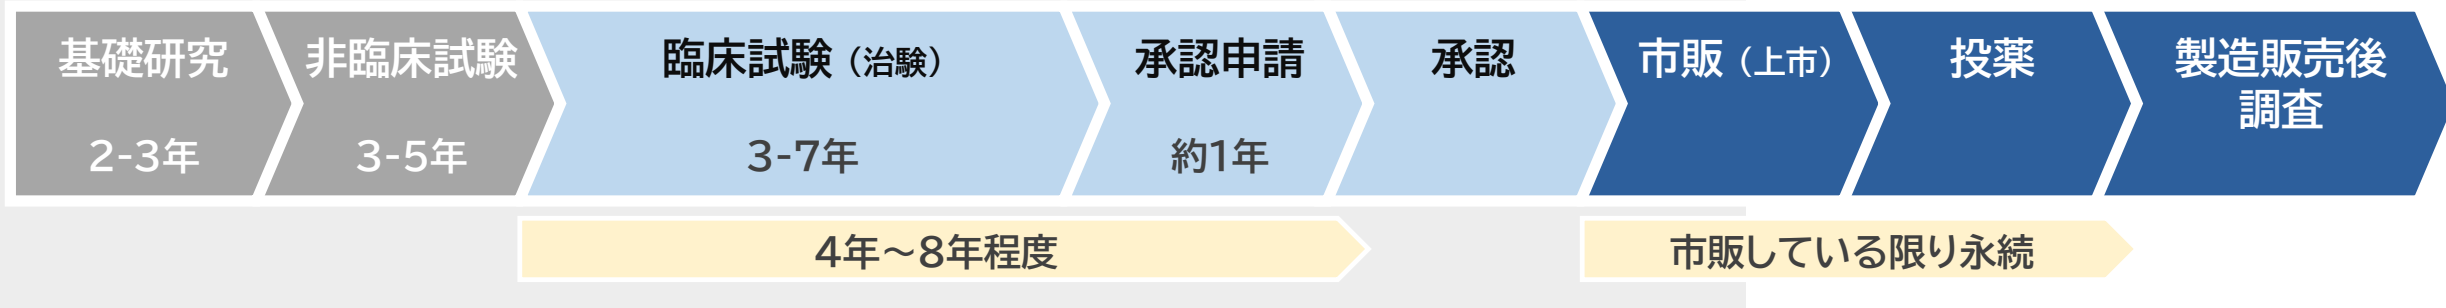 基礎研究
2-3年
非臨床試験
3-5年
臨床試験（治験）
3-7年
承認申請
約1年
承認
市販（上市）
投薬
製造販売後
調査
4年～8年程度
市販している限り永続